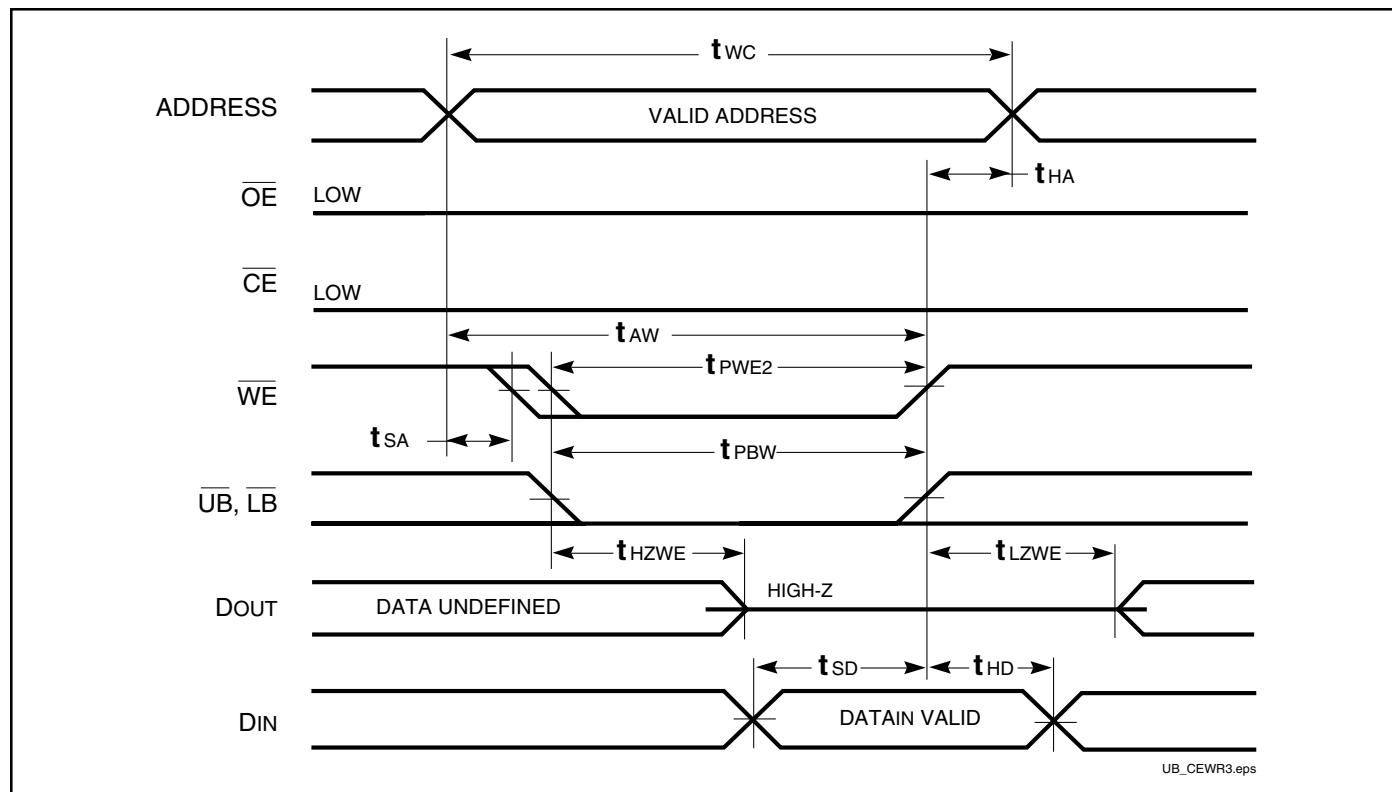 tWC
ADDRESS VALID ADDRESS
tHA
OE LOW
CE LOW
tAW
tPWE2
WE
tSA
tPBW
UB, LB
tHZWE tLZWE
DOUT DATA UNDEFINED HIGH-Z
tSD tHD
DIN DATAIN VALID
UB_CEWR3.eps